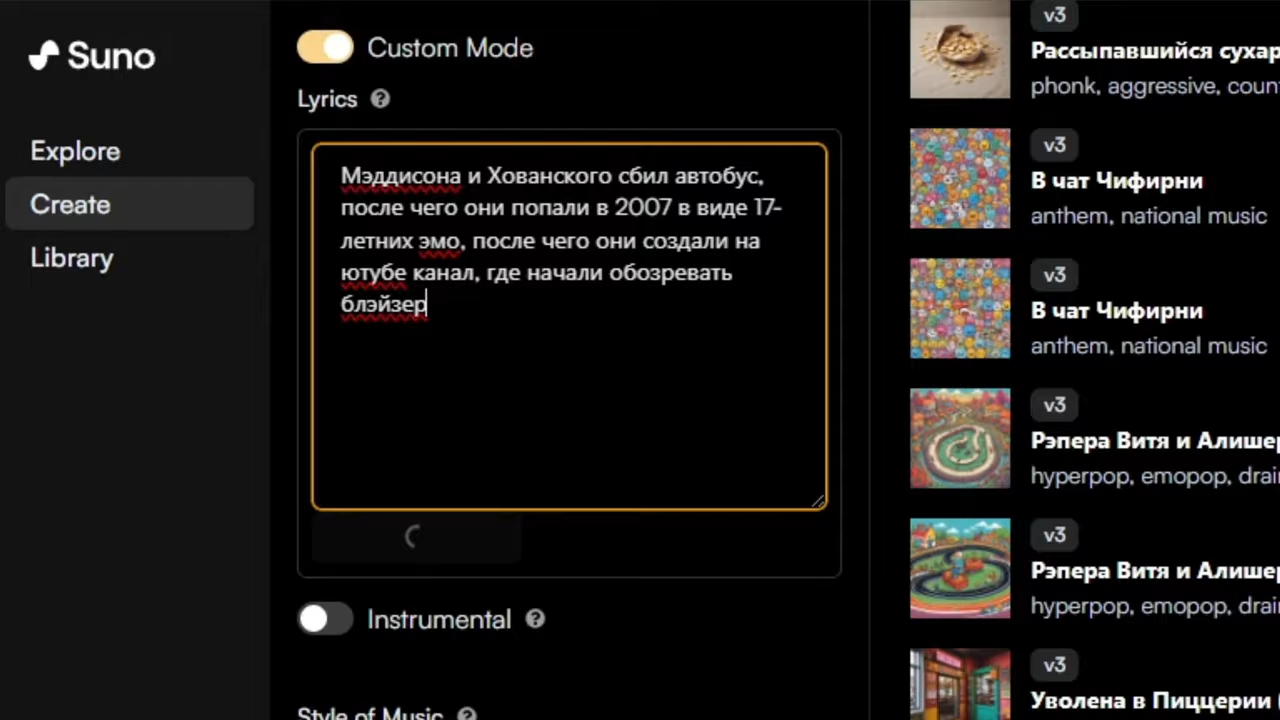 Suno
Explore
Create
Library
Custom Mode
Lyrics
Мэддисона и Хованского сбил автобус,
после чего они попали в 2007 в виде 17-
летних эмо, после чего они создали на
ютубе канал, где начали обозревать
блэйзер
Instrumental
Style of Music
v3
Рассыпавшийся сухар
phonk, aggressive, coun
v3
В чат Чифирни
anthem, national music
v3
В чат Чифирни
anthem, national music
v3
Рэпера Витя и Алишер
hyperpop, emopop, drai
v3
Рэпера Витя и Алишер
hyperpop, emopop, drai
v3
Уволена в Пиццерии